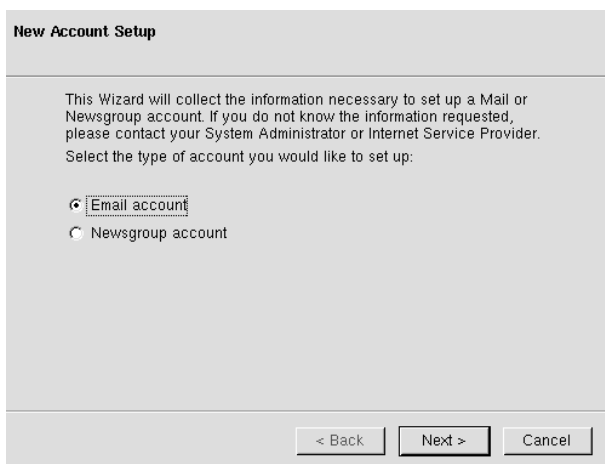 New Account Setup
This Wizard will collect the information necessary to set up a Mail or
Newsgroup account. If you do not know the information requested,
please contact your System Administrator or Internet Service Provider.
Select the type of account you would like to set up:
Email account
Newsgroup account
< Back
Next >
Cancel